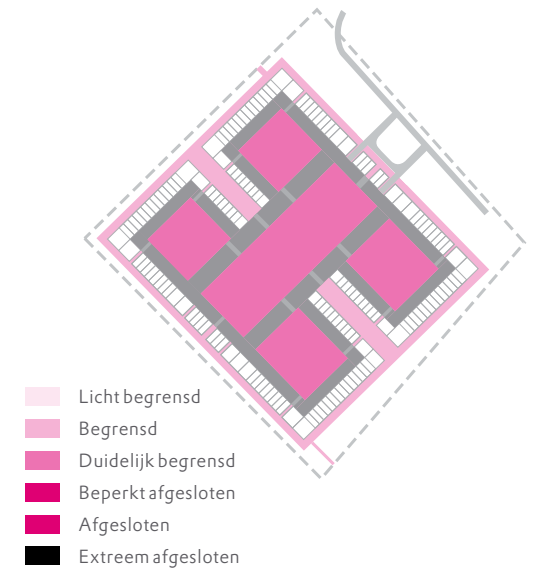 Licht begrensd
Begrensd
Duidelijk begrensd
Beperkt afgesloten
Afgesloten
Extreem afgesloten